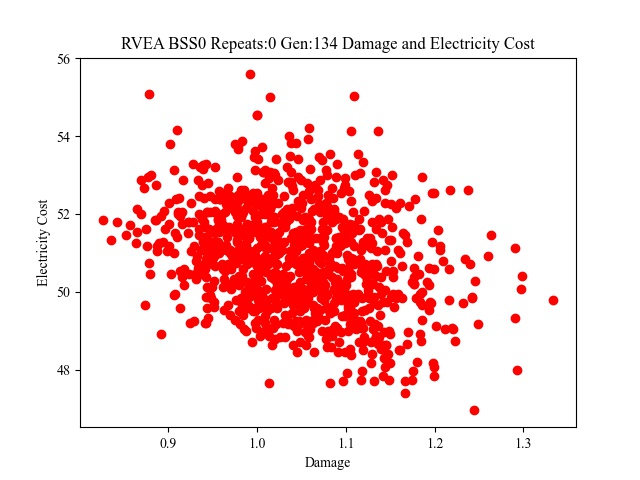 RVEA BSS0 Repeats:0 Gen:134 Damage and Electricity Cost
56
54
52
50
48
Electricity Cost
0.9 1.0 1.1 1.2 1.3
Damage